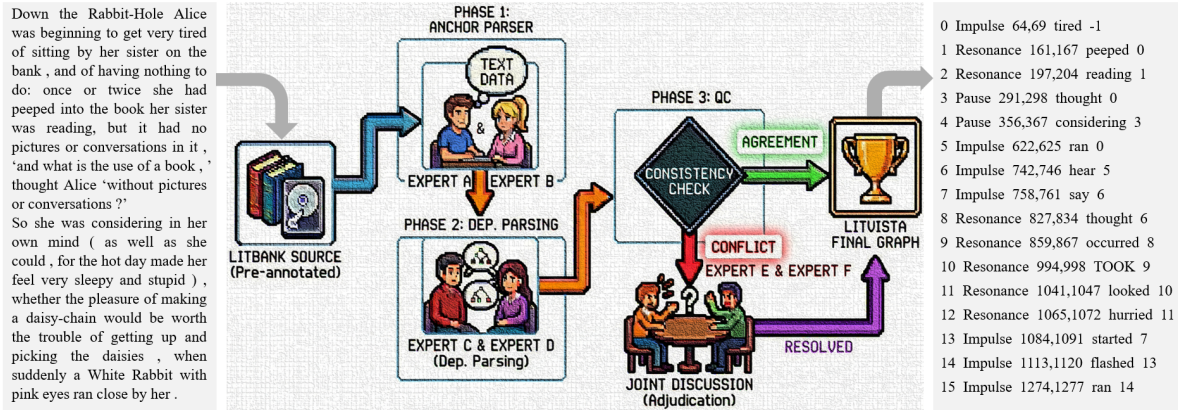 Down the Rabbit-Hole Alice
was beginning to get very tired
of sitting by her sister on the
bank , and of having nothing to
do: once or twice she had
peeped into the book her sister
was reading, but it had no
pictures or conversations in it ,
‘and what is the use of a book , ’
thought Alice ‘without pictures
or conversations ?’
So she was considering in her
own mind ( as well as she
could , for the hot day made her
feel very sleepy and stupid ) ,
whether the pleasure of making
a daisy-chain would be worth
the trouble of getting up and
picking the daisies , when
suddenly a White Rabbit with
pink eyes ran close by her .
LITBANK SOURCE
(Pre-annotated)
PHASE 1:
ANCHOR PARSER
TEXT
DATA
&
EXPERT A
EXPERT B
PHASE 2: DEP. PARSING
EXPERT C & EXPERT D
(Dep. Parsing)
PHASE 3: QC
CONSISTENCY
CHECK
AGREEMENT
CONFLICT
EXPERT E & EXPERT F
?
JOINT DISCUSSION
(Adjudication)
RESOLVED
LITVISTA
FINAL GRAPH
0 Impulse 64,69 tired -1
1 Resonance 161,167 peeped 0
2 Resonance 197,204 reading 1
3 Pause 291,298 thought 0
4 Pause 356,367 considering 3
5 Impulse 622,625 ran 0
6 Impulse 742,746 hear 5
7 Impulse 758,761 say 6
8 Resonance 827,834 thought 6
9 Resonance 859,867 occurred 8
10 Resonance 994,998 TOOK 9
11 Resonance 1041,1047 looked 10
12 Resonance 1065,1072 hurried 11
13 Impulse 1084,1091 started 7
14 Impulse 1113,1120 flashed 13
15 Impulse 1274,1277 ran 14